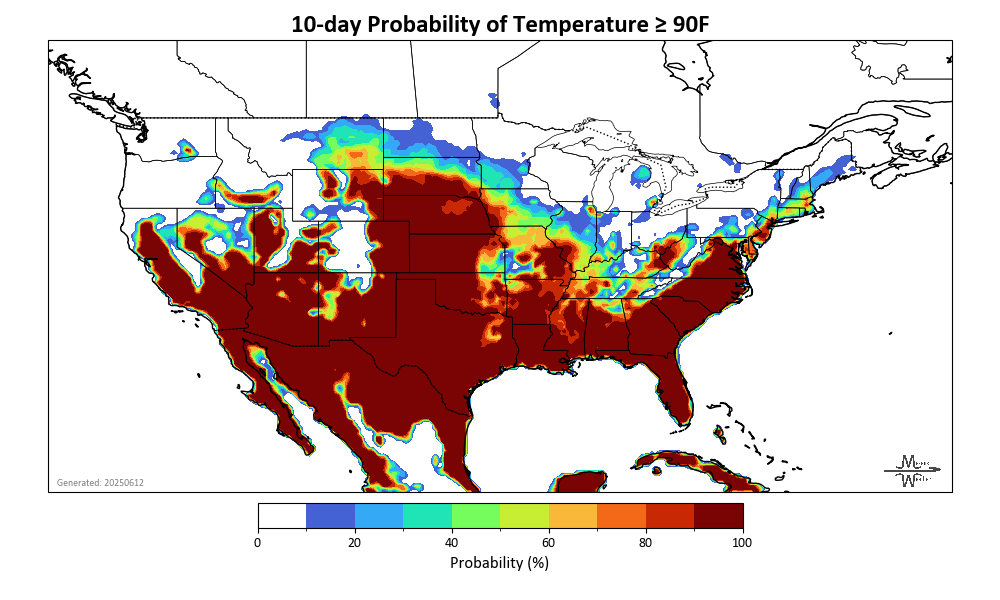 10-day Probability of Temperature ≥ 90F
Generated: 20250612
0 20 40 60 80 100
Probability (%)